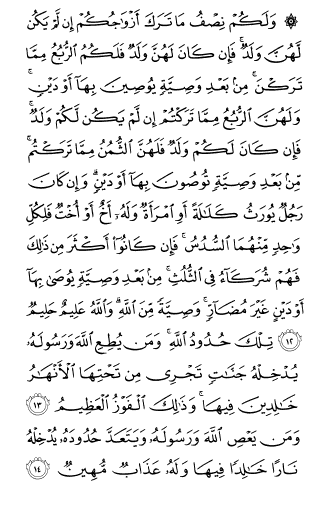 ۞ وَلَكُمْ نِصْفُ مَا تَرَكَ أَزْوَٰجُكُمْ إِن لَّمْ يَكُن
لَّهُنَّ وَلَدٌ ۚ فَإِن كَانَ لَهُنَّ وَلَدٌ فَلَكُمُ ٱلرُّبُعُ مِمَّا
تَرَكْنَ ۚ مِنۢ بَعْدِ وَصِيَّةٍ يُوصِينَ بِهَآ أَوْ دَيْنٍ ۚ
وَلَهُنَّ ٱلرُّبُعُ مِمَّا تَرَكْتُمْ إِن لَّمْ يَكُن لَّكُمْ وَلَدٌ ۚ
فَإِن كَانَ لَكُمْ وَلَدٌ فَلَهُنَّ ٱلثُّمُنُ مِمَّا تَرَكْتُم ۚ
مِّنۢ بَعْدِ وَصِيَّةٍ تُوصُونَ بِهَآ أَوْ دَيْنٍ ۗ وَإِن كَانَ
رَجُلٌ يُورَثُ كَلَٰلَةً أَوِ ٱمْرَأَةٌ وَلَهُۥٓ أَخٌ أَوْ أُخْتٌ فَلِكُلِّ
وَٰحِدٍ مِّنْهُمَا ٱلسُّدُسُ ۚ فَإِن كَانُوٓا۟ أَكْثَرَ مِن ذَٰلِكَ
فَهُمْ شُرَكَآءُ فِى ٱلثُّلُثِ ۚ مِنۢ بَعْدِ وَصِيَّةٍ يُوصَىٰ بِهَآ
أَوْ دَيْنٍ غَيْرَ مُضَآرٍّ ۚ وَصِيَّةً مِّنَ ٱللَّهِ ۗ وَٱللَّهُ عَلِيمٌ حَلِيمٌ
١٢ تِلْكَ حُدُودُ ٱللَّهِ ۚ وَمَن يُطِعِ ٱللَّهَ وَرَسُولَهُۥ
يُدْخِلْهُ جَنَّٰتٍ تَجْرِى مِن تَحْتِهَا ٱلْأَنْهَٰرُ
خَٰلِدِينَ فِيهَا ۚ وَذَٰلِكَ ٱلْفَوْزُ ٱلْعَظِيمُ ١٣
وَمَن يَعْصِ ٱللَّهَ وَرَسُولَهُۥ وَيَتَعَدَّ حُدُودَهُۥ يُدْخِلْهُ
نَارًا خَٰلِدًا فِيهَا وَلَهُۥ عَذَابٌ مُّهِينٌ ١٤